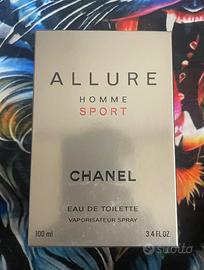 ALLURE
HOMME
SPORT
CHANEL
EAU DE TOILETTE
VAPORISATEUR SPRAY
100 ml 3.4 FL.OZ
subito